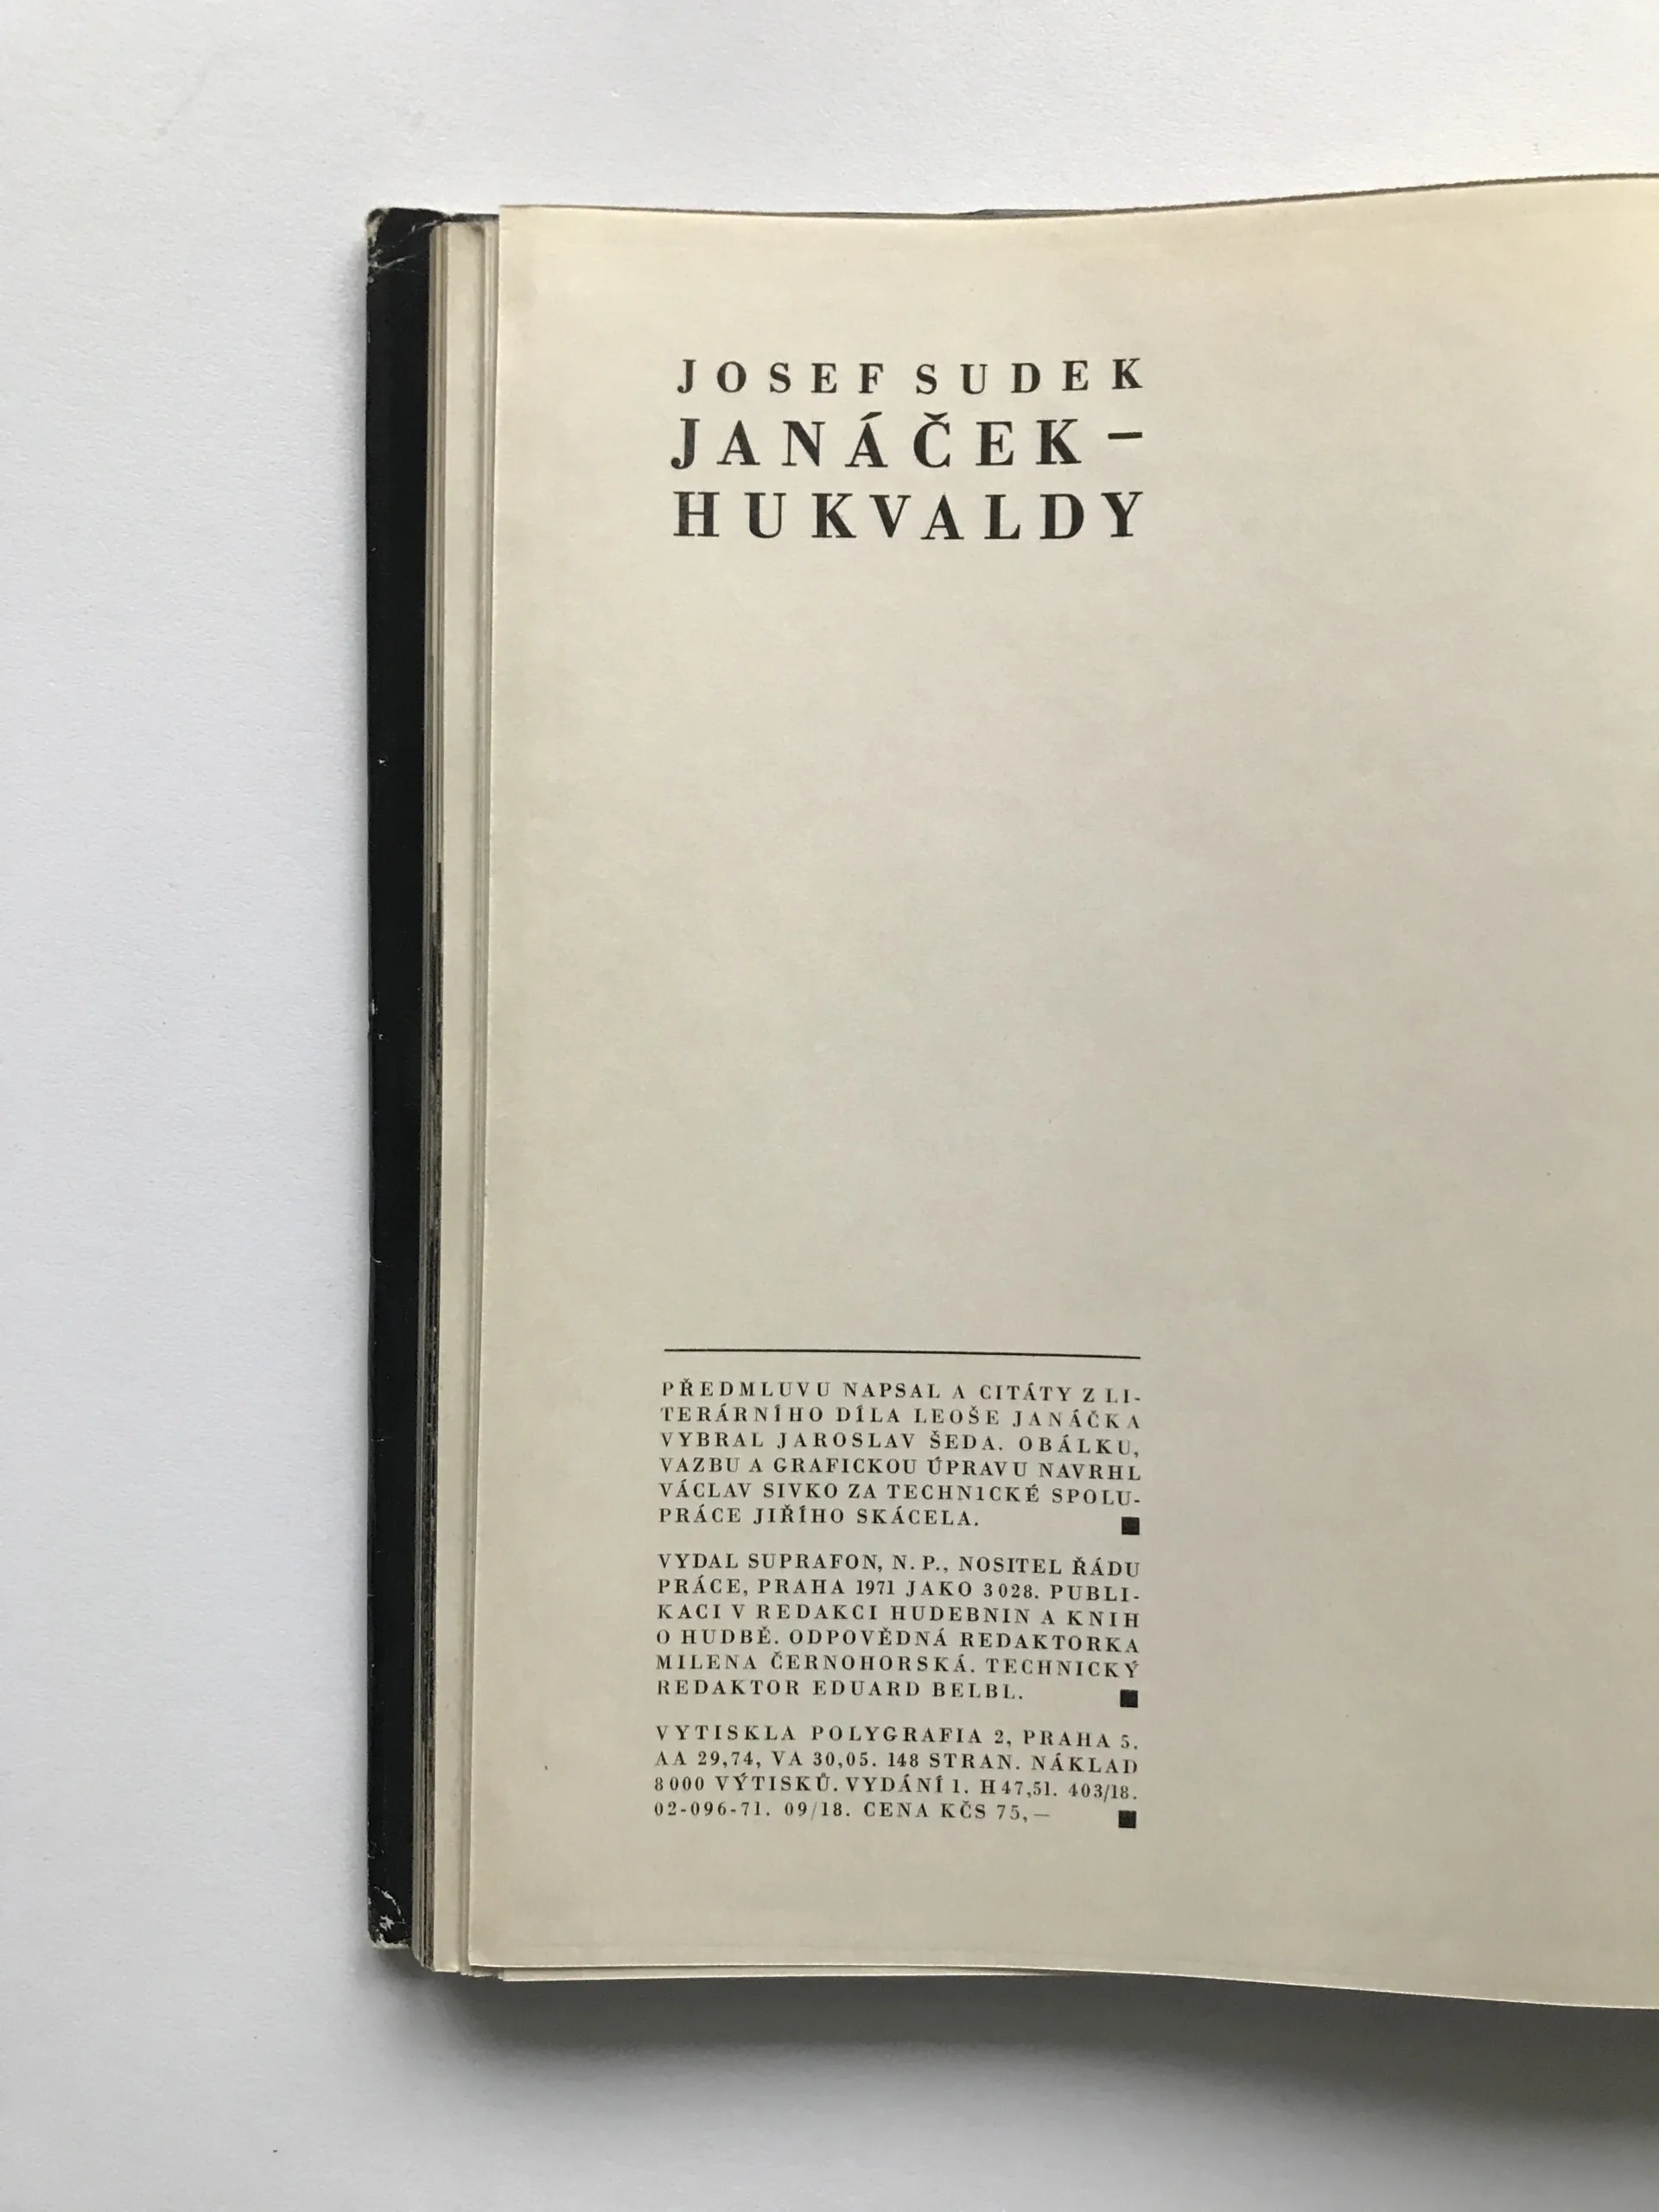 JOSEF SUDEK
JANÁČEK –
HUKVALDY
PŘEDMLUVU NAPSAL A CITÁTY Z LI-
TERÁRNÍHO DÍLA LEOŠE JANÁČKA
VYBRAL JAROSLAV ŠEDA. OBÁLKU,
VAZBU A GRAFICKOU ÚPRAVU NAVRHL
VÁCLAV SIVKO ZA TECHNICKÉ SPOLU-
PRÁCE JIŘÍHO SKÁCELA. ■
VYDAL SUPRAFON, N. P., NOSITEL ŘÁDU
PRÁCE, PRAHA 1971 JAKO 3028. PUBLI-
KACI V REDAKCI HUDEBNIN A KNIH
O HUDBĚ. ODPOVĚDNÁ REDAKTORKA
MILENA ČERNOHORSKÁ. TECHNICKÝ
REDAKTOR EDUARD BELBL. ■
VYTISKLA POLYGRAFIA 2, PRAHA 5.
AA 29,74, VA 30,05. 148 STRAN. NÁKLAD
8000 VÝTISKŮ. VYDÁNÍ 1. H 47,51. 403/18.
02-096-71. 09/18. CENA KČS 75,— ■